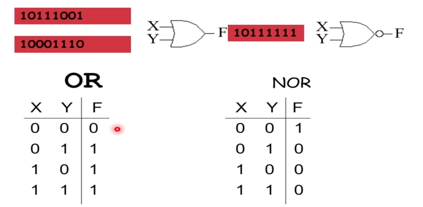 10111001
10001110
X
Y
F
10111111
X
Y
F
OR
X Y F
0 0 0
0 1 1
1 0 1
1 1 1
NOR
X Y F
0 0 1
0 1 0
1 0 0
1 1 0